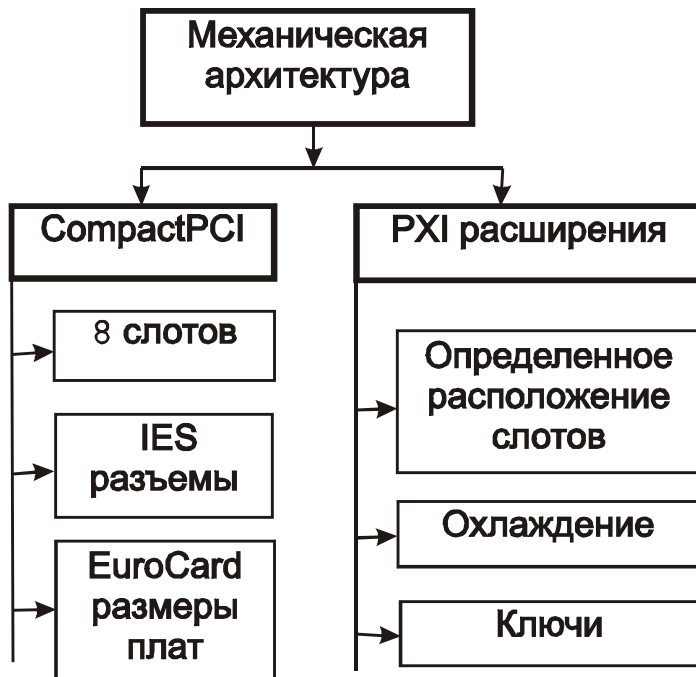 Механическая
архитектура
CompactPCI
8 слотов
IES
разъемы
EuroCard
размеры
плат
PXI расширения
Определенное
расположение
слотов
Охлаждение
Ключи